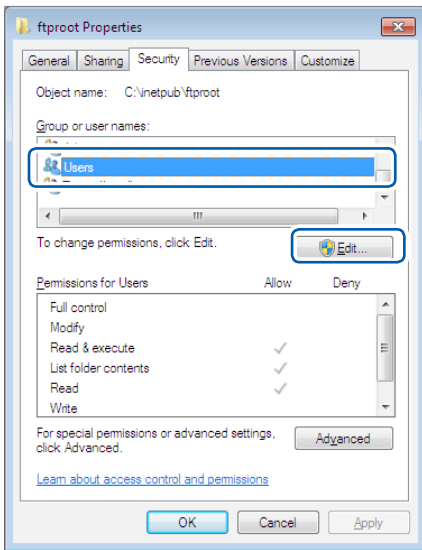 ftproot Properties
General Sharing Security Previous Versions Customize
Object name: C:\inetpub\ftproot
Group or user names:
Users
To change permissions, click Edit.
Edit...
Permissions for Users Allow Deny
Full control
Modify
Read & execute
List folder contents
Read
Write
For special permissions or advanced settings,
click Advanced.
Advanced
Learn about access control and permissions
OK Cancel Apply